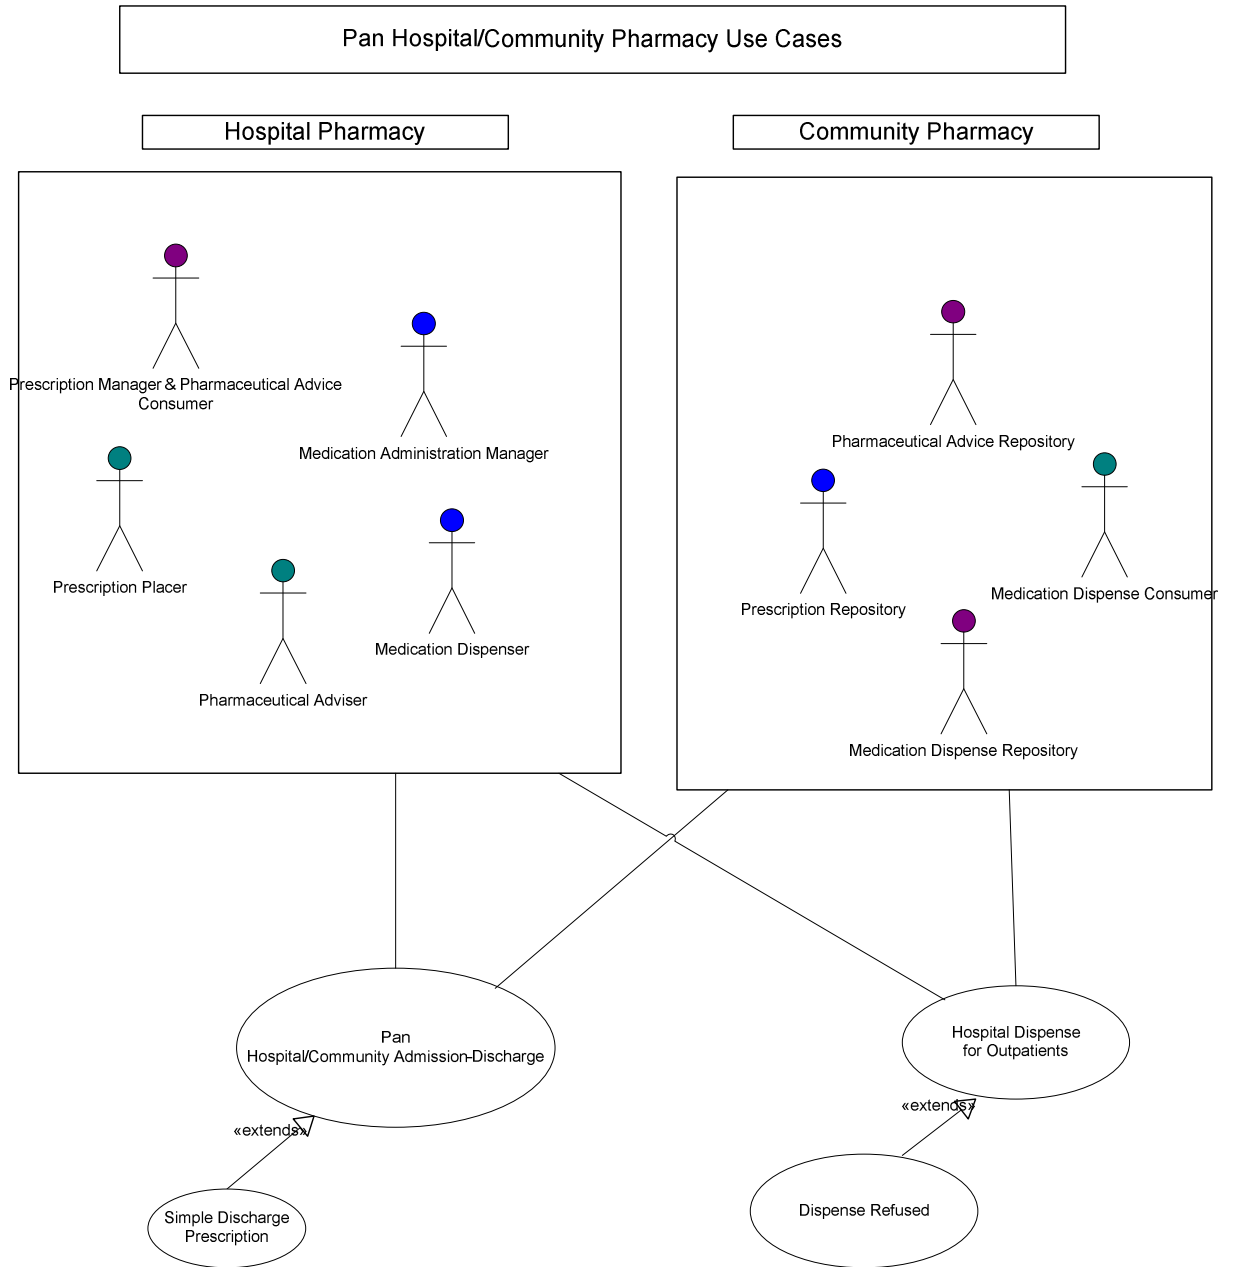 Pan Hospital/Community Pharmacy Use Cases
Hospital Pharmacy
Community Pharmacy
Prescription Manager & Pharmaceutical Advice
Consumer
Medication Administration Manager
Prescription Placer
Medication Dispenser
Pharmaceutical Adviser
Pharmaceutical Advice Repository
Medication Dispense Consumer
Prescription Repository
Medication Dispense Repository
Pan
Hospital/Community Admission-Discharge
Hospital Dispense
for Outpatients
«extends»
«extends»
Simple Discharge
Prescription
Dispense Refused